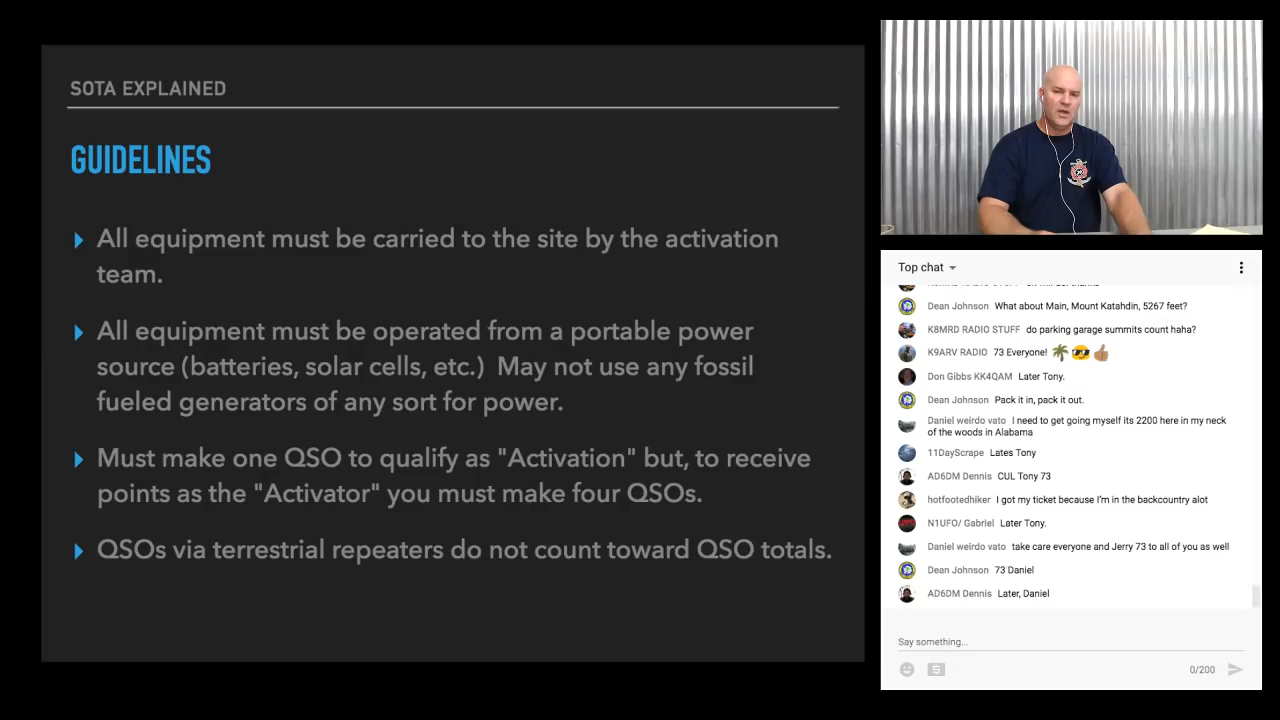 SOTA EXPLAINED
GUIDELINES
All equipment must be carried to the site by the activation
team.
All equipment must be operated from a portable power
source (batteries, solar cells, etc.)  May not use any fossil
fueled generators of any sort for power.
Must make one QSO to qualify as "Activation" but, to receive
points as the "Activator" you must make four QSOs.
QSOs via terrestrial repeaters do not count toward QSO totals.
Top chat
Dean Johnson What about Main, Mount Katahdin, 5267 feet?
K8MRD RADIO STUFF do parking garage summits count haha?
K9ARV RADIO 73 Everyone! 🌴😎👍🏽
Don Gibbs KK4QAM Later Tony.
Dean Johnson Pack it in, pack it out.
Daniel weirdo vato I need to get going myself its 2200 here in my neck
of the woods in Alabama
11DayScrape Lates Tony
AD6DM Dennis CUL Tony 73
hotfootedhiker I got my ticket because I'm in the backcountry alot
N1UFO/ Gabriel Later Tony.
Daniel weirdo vato take care everyone and Jerry 73 to all of you as well
Dean Johnson 73 Daniel
AD6DM Dennis Later, Daniel
Say something...
0/200